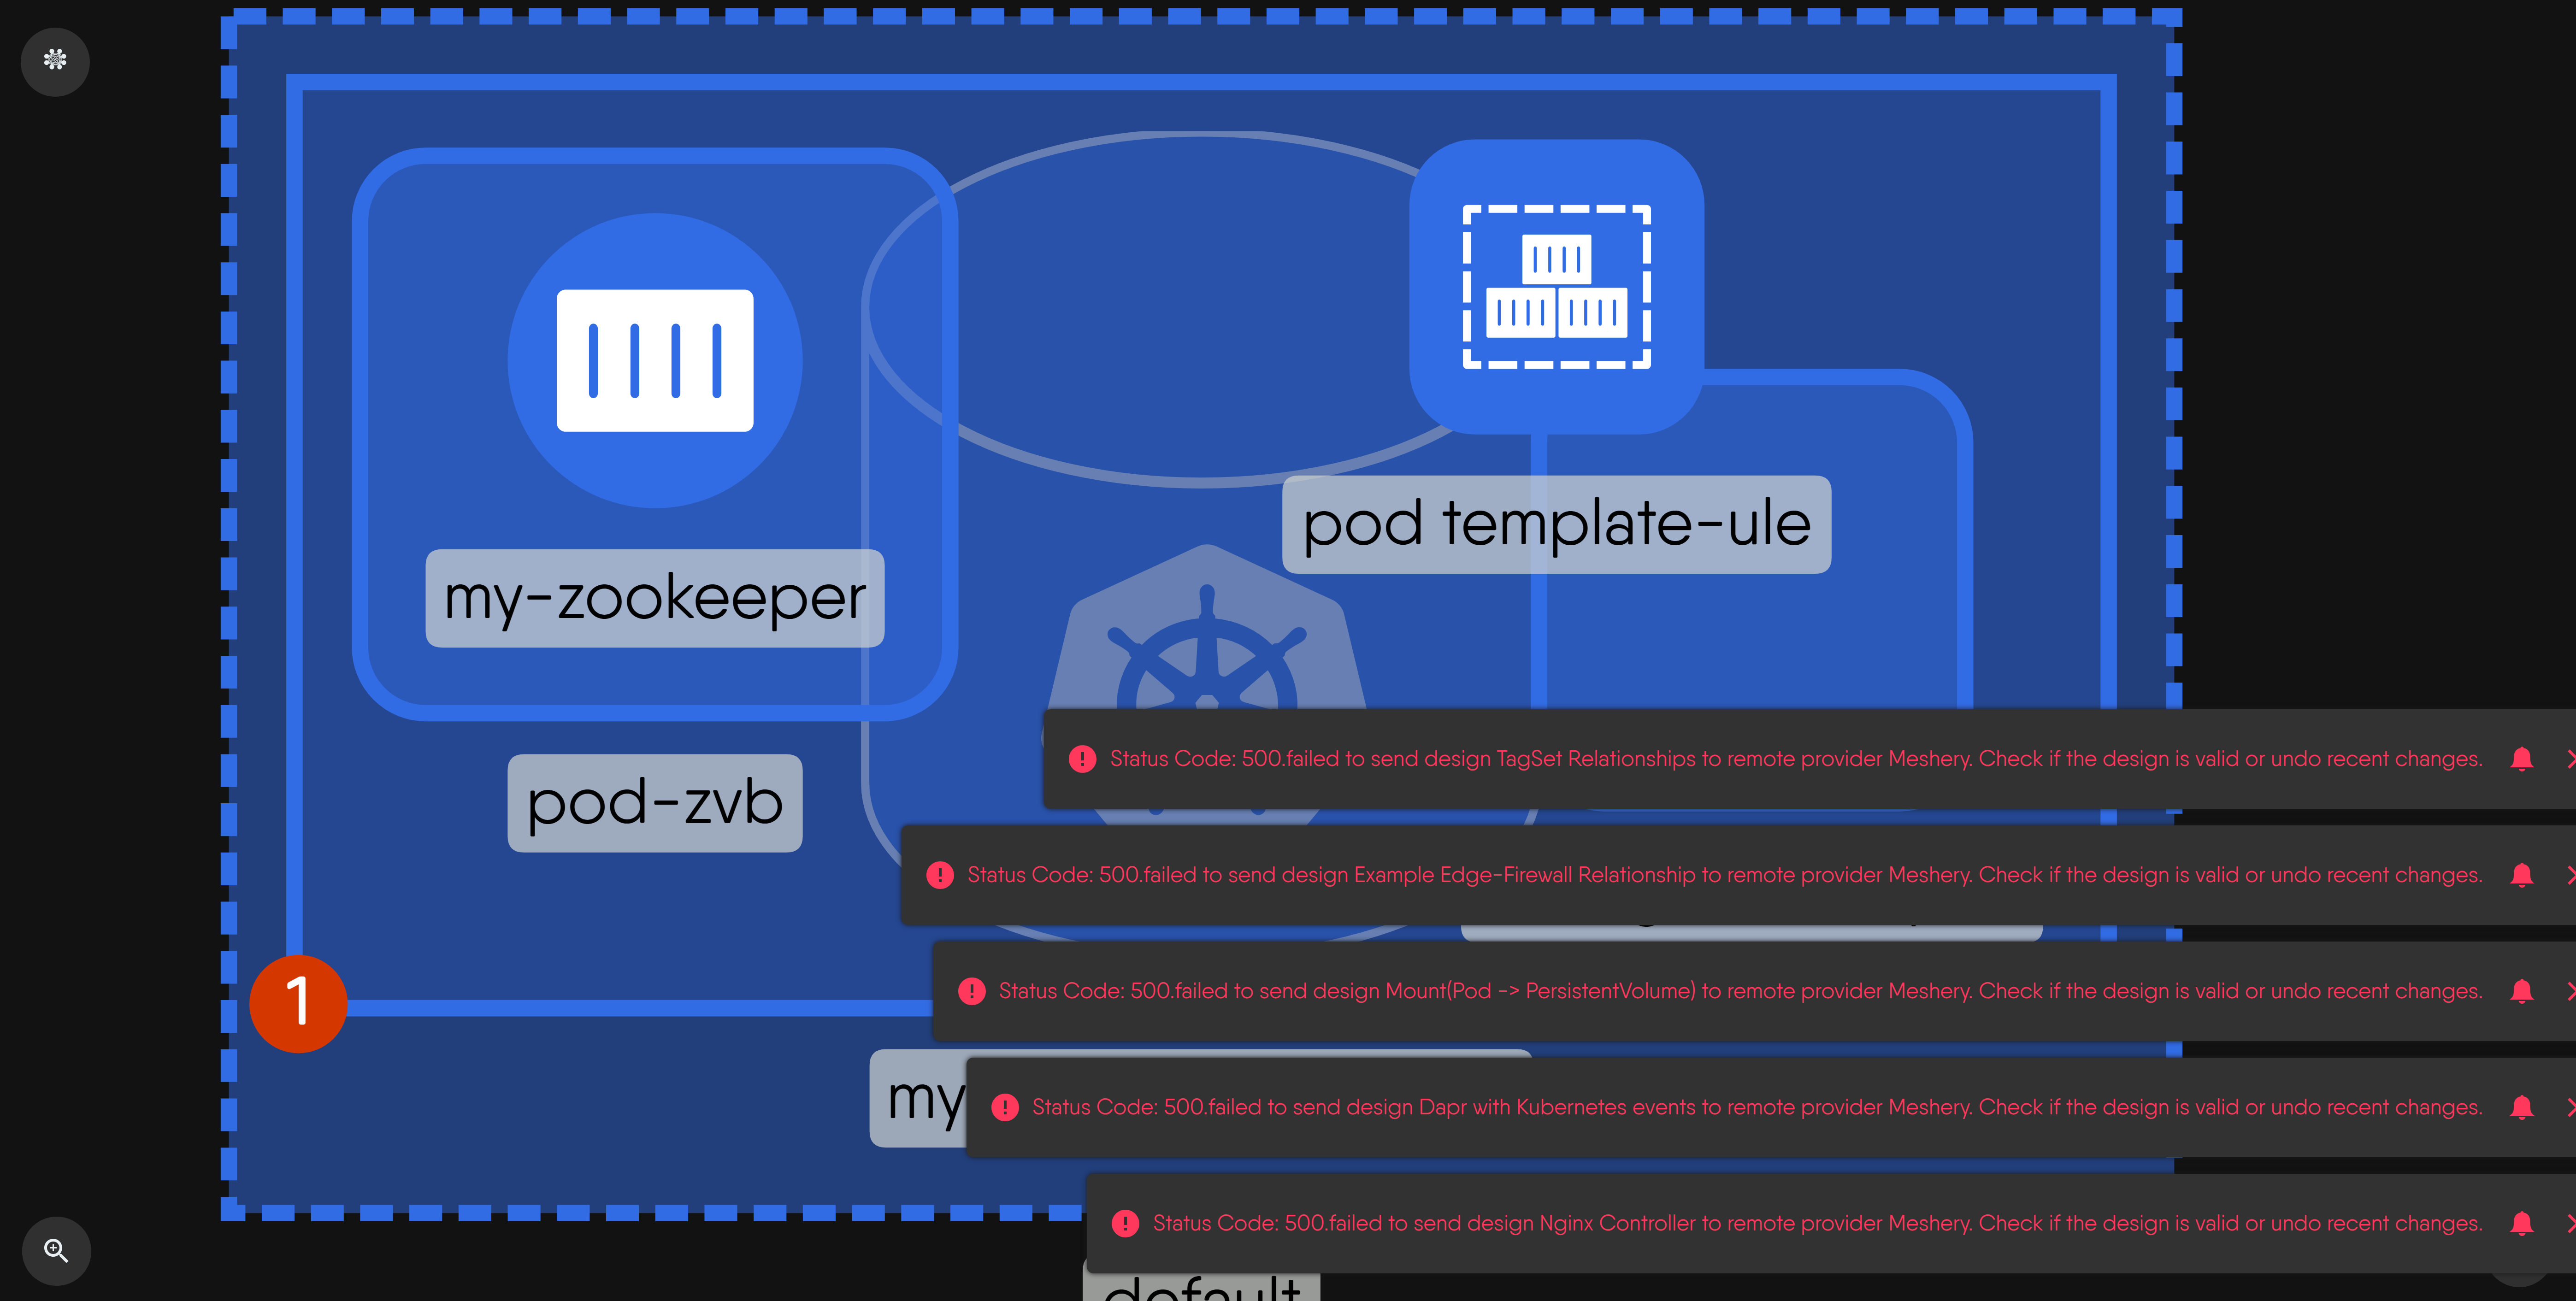 pod template-ule
my-zookeeper
pod-zvb
Status Code: 500.failed to send design TagSet Relationships to remote provider Meshery. Check if the design is valid or undo recent changes.
Status Code: 500.failed to send design Example Edge-Firewall Relationship to remote provider Meshery. Check if the design is valid or undo recent changes.
Status Code: 500.failed to send design Mount(Pod -> PersistentVolume) to remote provider Meshery. Check if the design is valid or undo recent changes.
1
my
Status Code: 500.failed to send design Dapr with Kubernetes events to remote provider Meshery. Check if the design is valid or undo recent changes.
Status Code: 500.failed to send design Nginx Controller to remote provider Meshery. Check if the design is valid or undo recent changes.
default